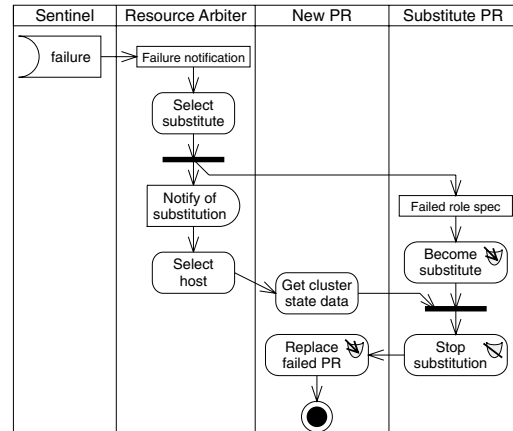 Sentinel
Resource Arbiter
New PR
Substitute PR
failure
Failure notification
Select
substitute
Notify of
substitution
Failed role spec
Select
host
Become
substitute
Get cluster
state data
Replace
failed PR
Stop
substitution